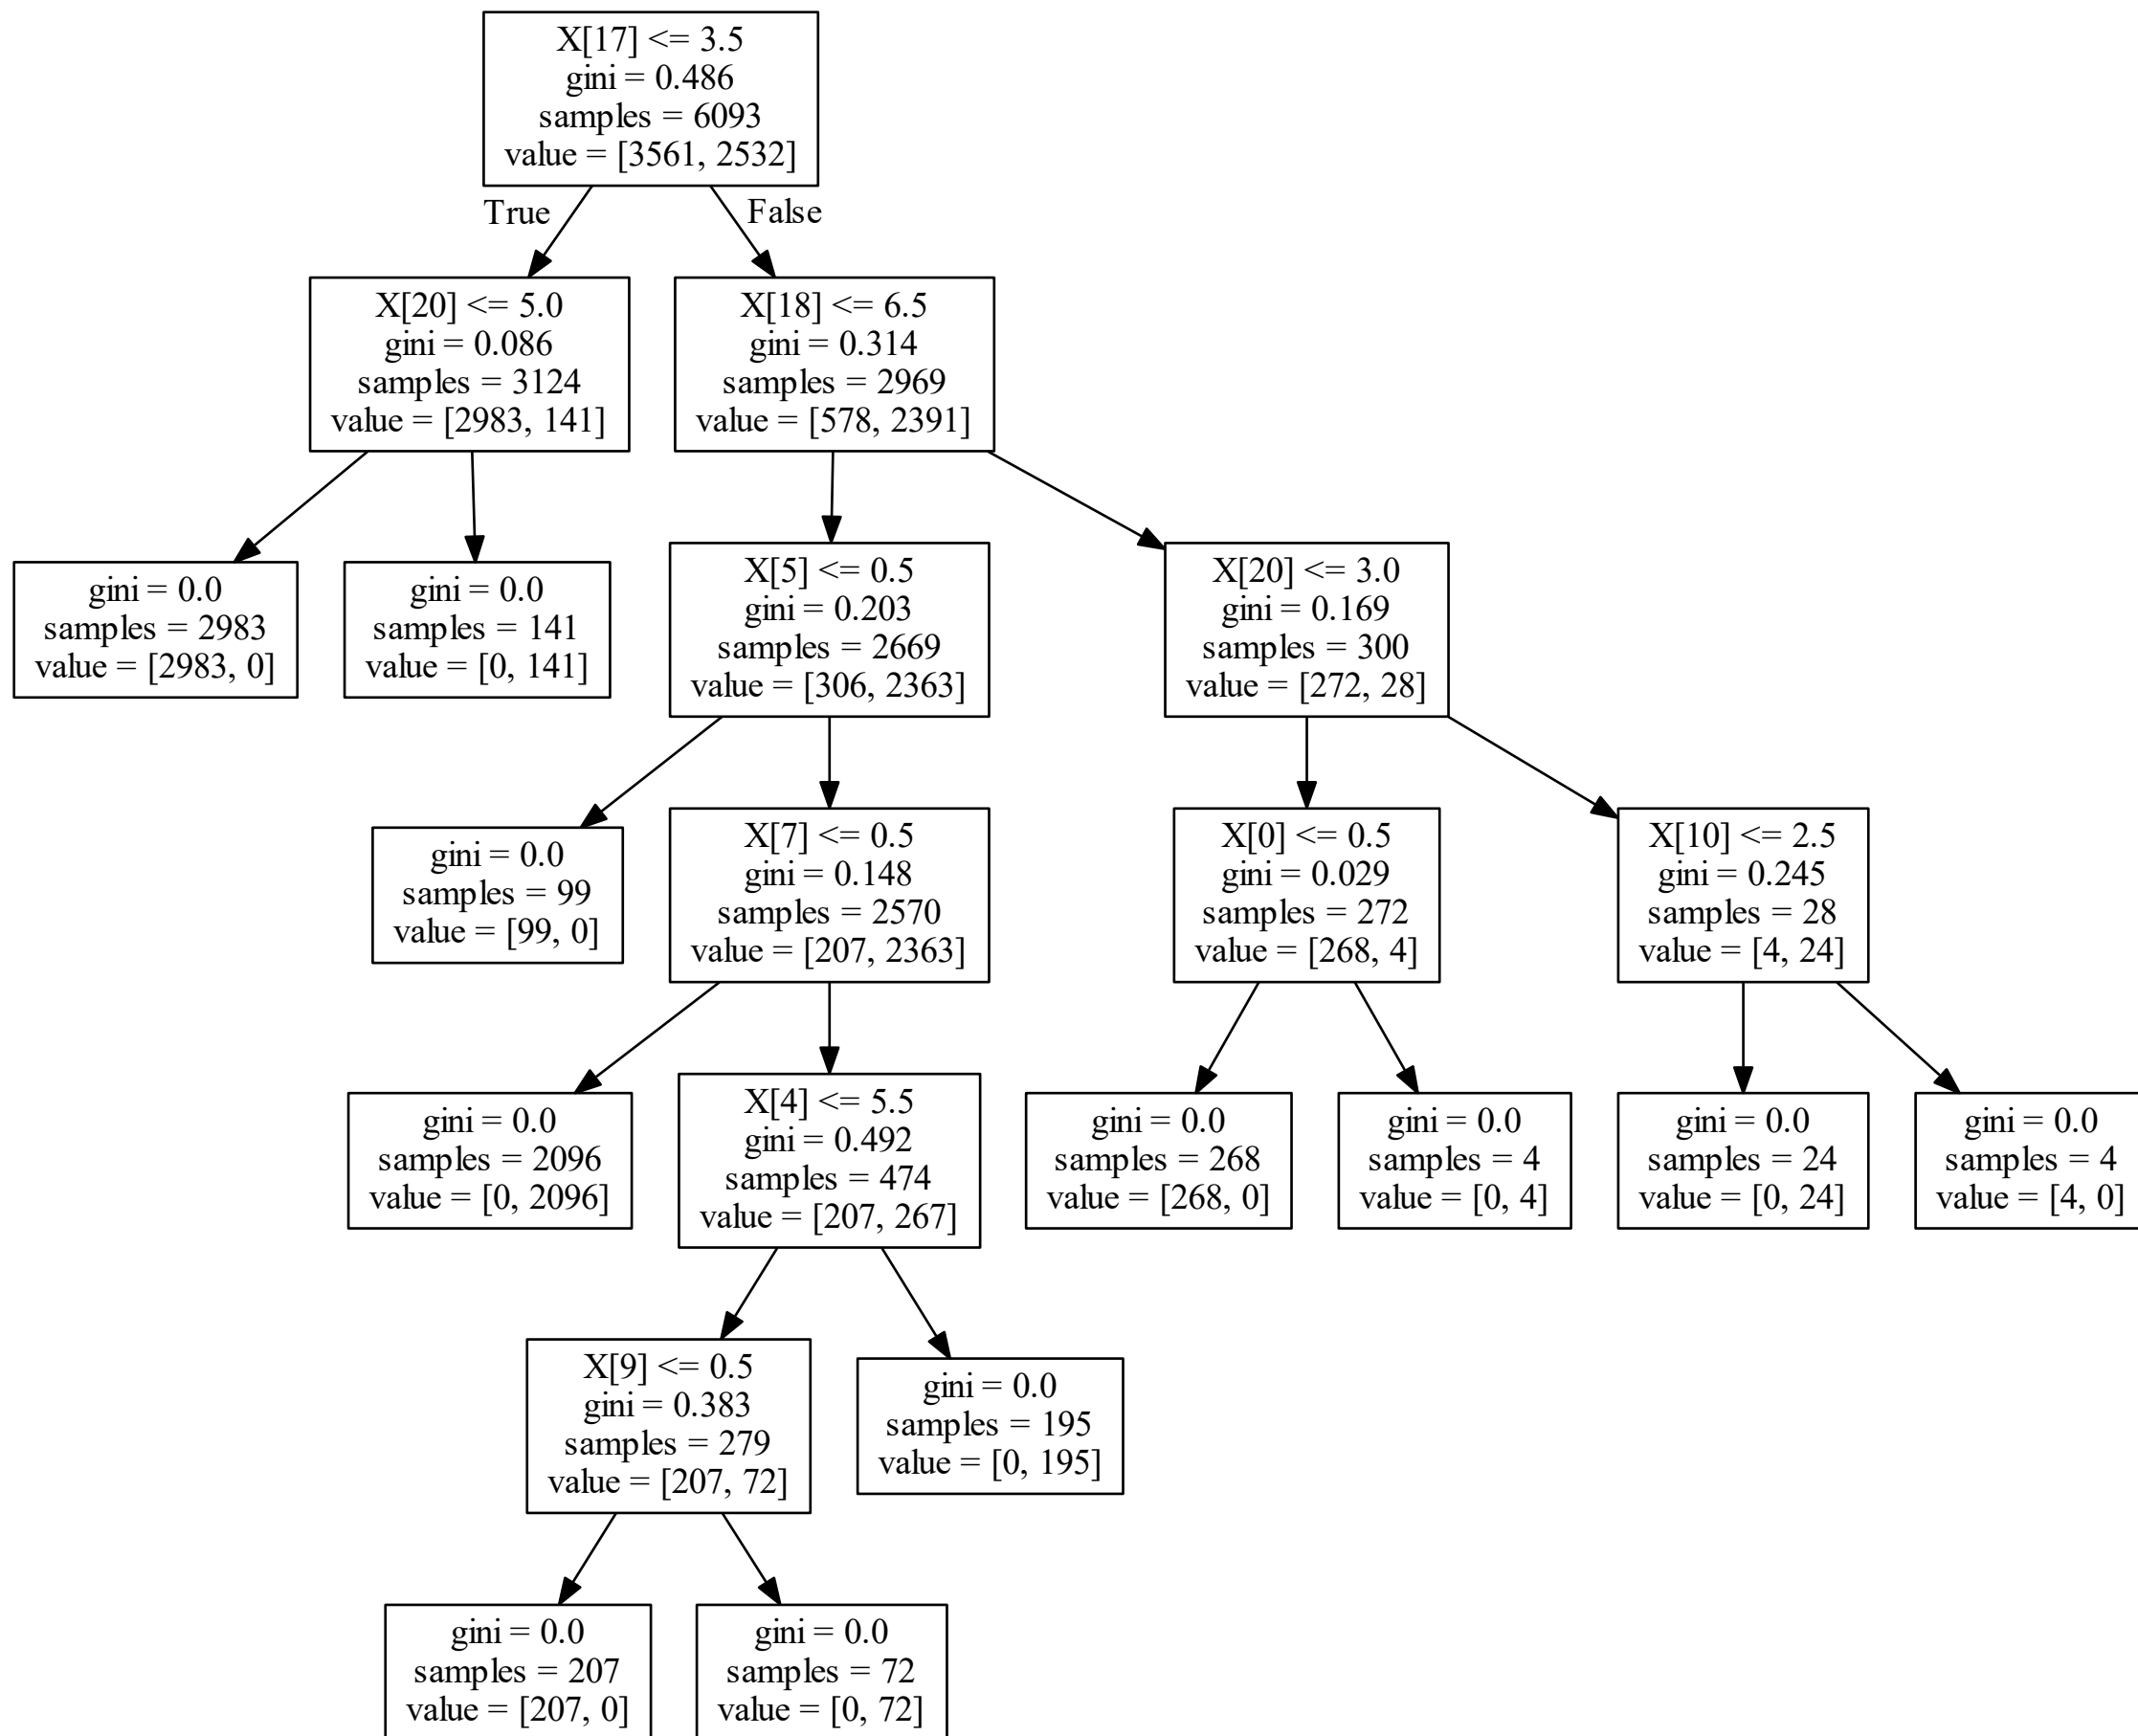 X[17] <= 3.5
gini = 0.486
samples = 6093
value = [3561, 2532]
True
False
X[20] <= 5.0
gini = 0.086
samples = 3124
value = [2983, 141]
X[18] <= 6.5
gini = 0.314
samples = 2969
value = [578, 2391]
gini = 0.0
samples = 2983
value = [2983, 0]
gini = 0.0
samples = 141
value = [0, 141]
X[5] <= 0.5
gini = 0.203
samples = 2669
value = [306, 2363]
X[20] <= 3.0
gini = 0.169
samples = 300
value = [272, 28]
gini = 0.0
samples = 99
value = [99, 0]
X[7] <= 0.5
gini = 0.148
samples = 2570
value = [207, 2363]
X[0] <= 0.5
gini = 0.029
samples = 272
value = [268, 4]
X[10] <= 2.5
gini = 0.245
samples = 28
value = [4, 24]
gini = 0.0
samples = 2096
value = [0, 2096]
X[4] <= 5.5
gini = 0.492
samples = 474
value = [207, 267]
gini = 0.0
samples = 268
value = [268, 0]
gini = 0.0
samples = 4
value = [0, 4]
gini = 0.0
samples = 24
value = [0, 24]
gini = 0.0
samples = 4
value = [4, 0]
X[9] <= 0.5
gini = 0.383
samples = 279
value = [207, 72]
gini = 0.0
samples = 195
value = [0, 195]
gini = 0.0
samples = 207
value = [207, 0]
gini = 0.0
samples = 72
value = [0, 72]